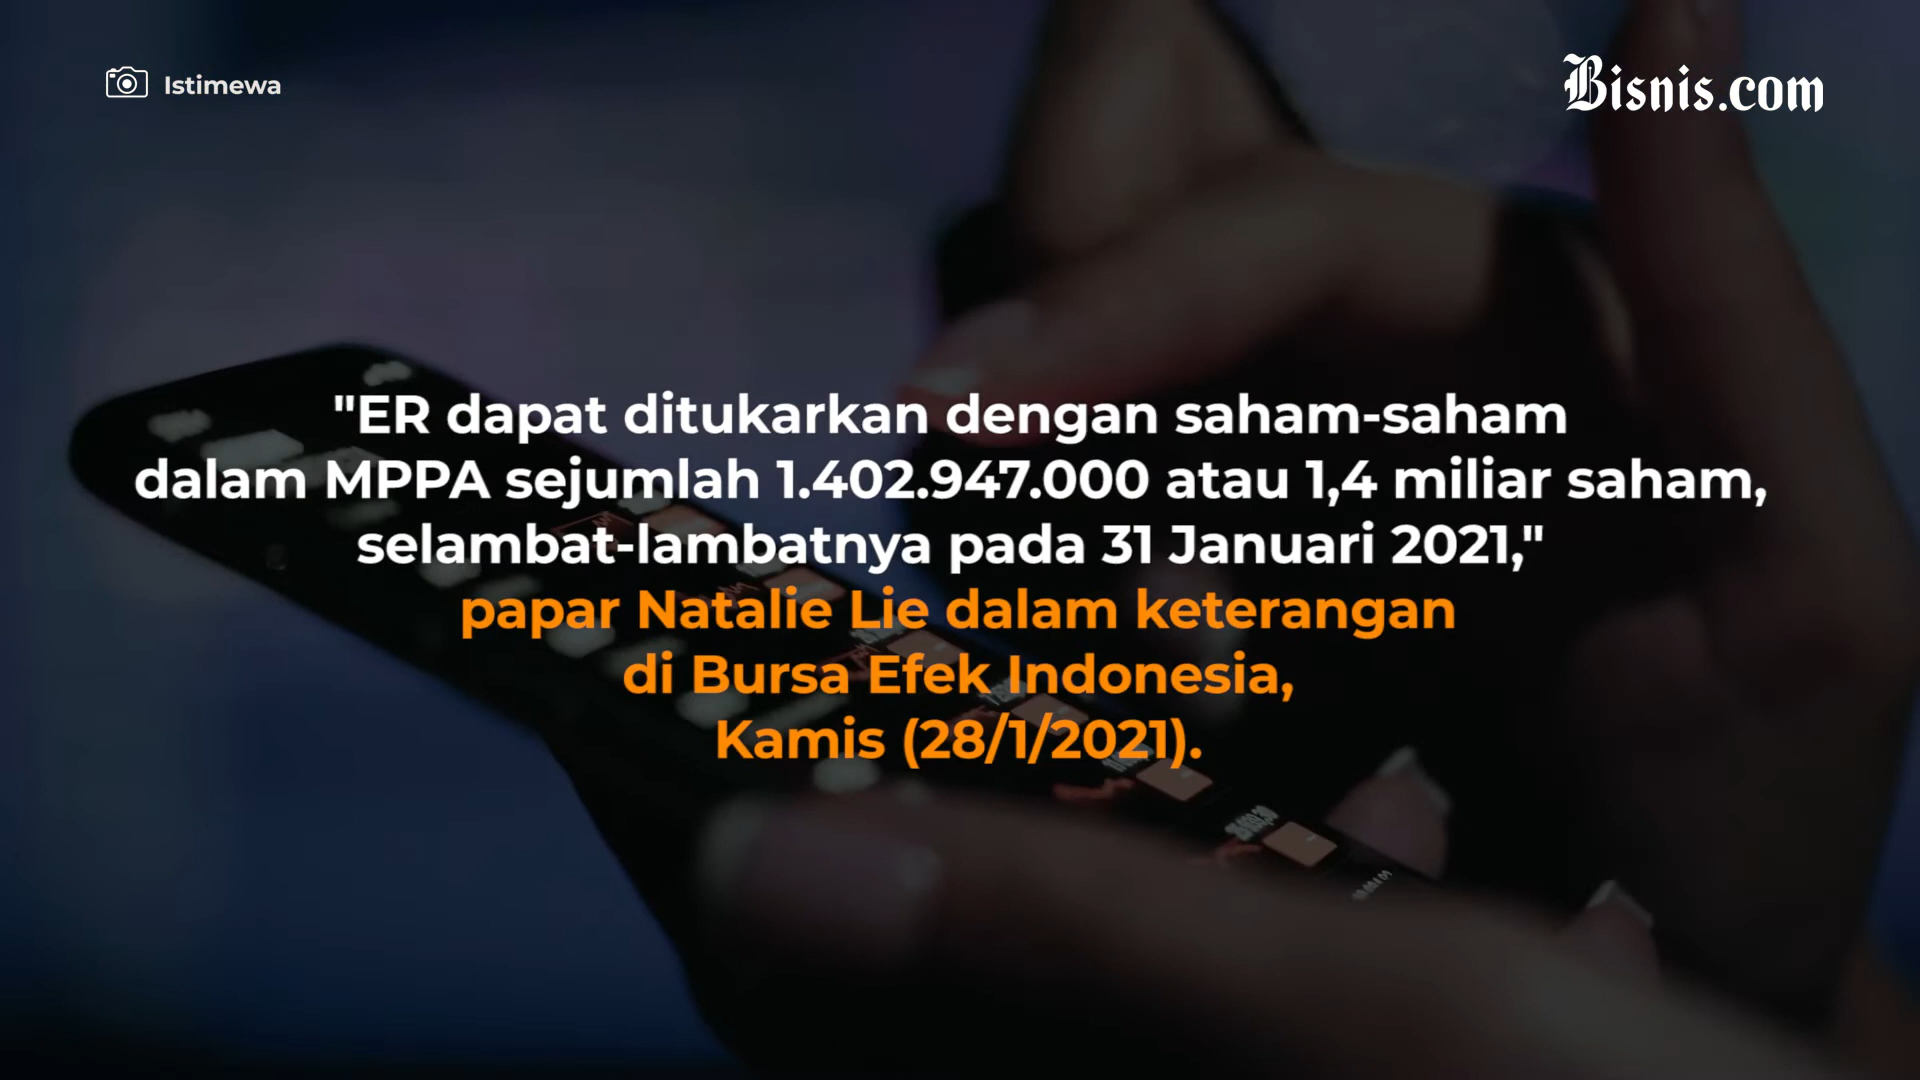 Istimewa
Bisnis.com
"ER dapat ditukarkan dengan saham-saham
dalam MPPA sejumlah 1.402.947.000 atau 1,4 miliar saham,
selambat-lambatnya pada 31 Januari 2021,"
papar Natalie Lie dalam keterangan
di Bursa Efek Indonesia,
Kamis (28/1/2021).